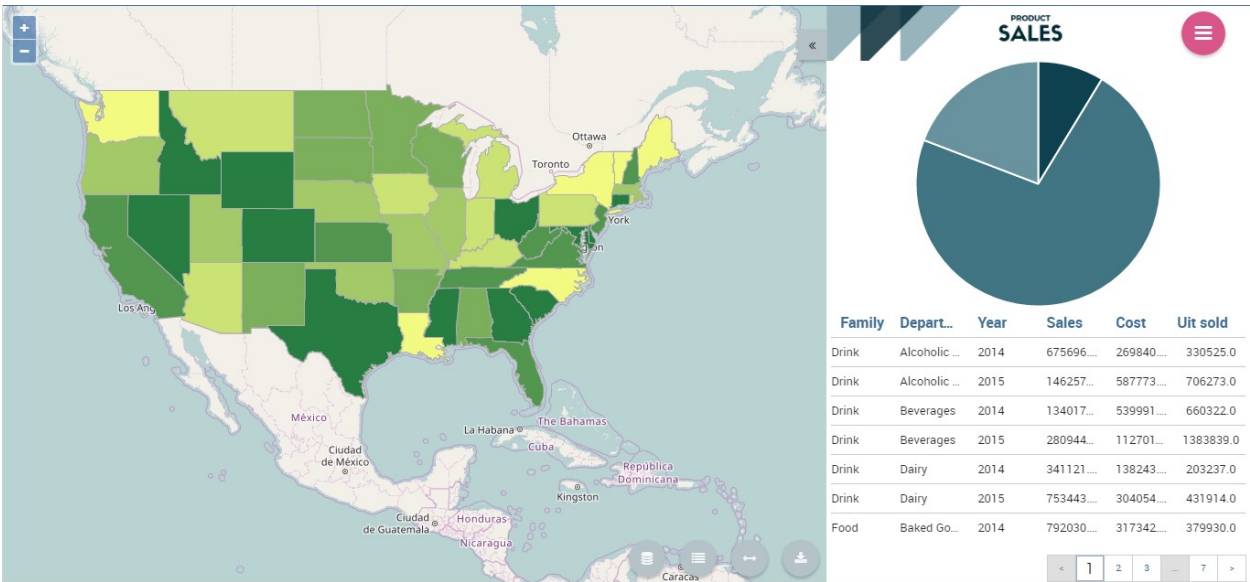 +
−
«
Ottawa
Toronto
York
Los Ang
México
Ciudad
de México
La Habana
The Bahamas
Cuba
República
Dominicana
Kingston
Ciudad
de Guatemala
Honduras
Nicaragua
Caracas
PRODUCT
SALES
Family Depart... Year Sales Cost Uit sold
Drink Alcoholic ... 2014 675696.... 269840.... 330525.0
Drink Alcoholic ... 2015 146257... 587773.... 706273.0
Drink Beverages 2014 134017... 539991.... 660322.0
Drink Beverages 2015 280944... 112701... 1383839.0
Drink Dairy 2014 341121.... 138243.... 203237.0
Drink Dairy 2015 753443.... 304054.... 431914.0
Food Baked Go... 2014 792030.... 317342.... 379930.0
< 1 2 3 ... 7 >